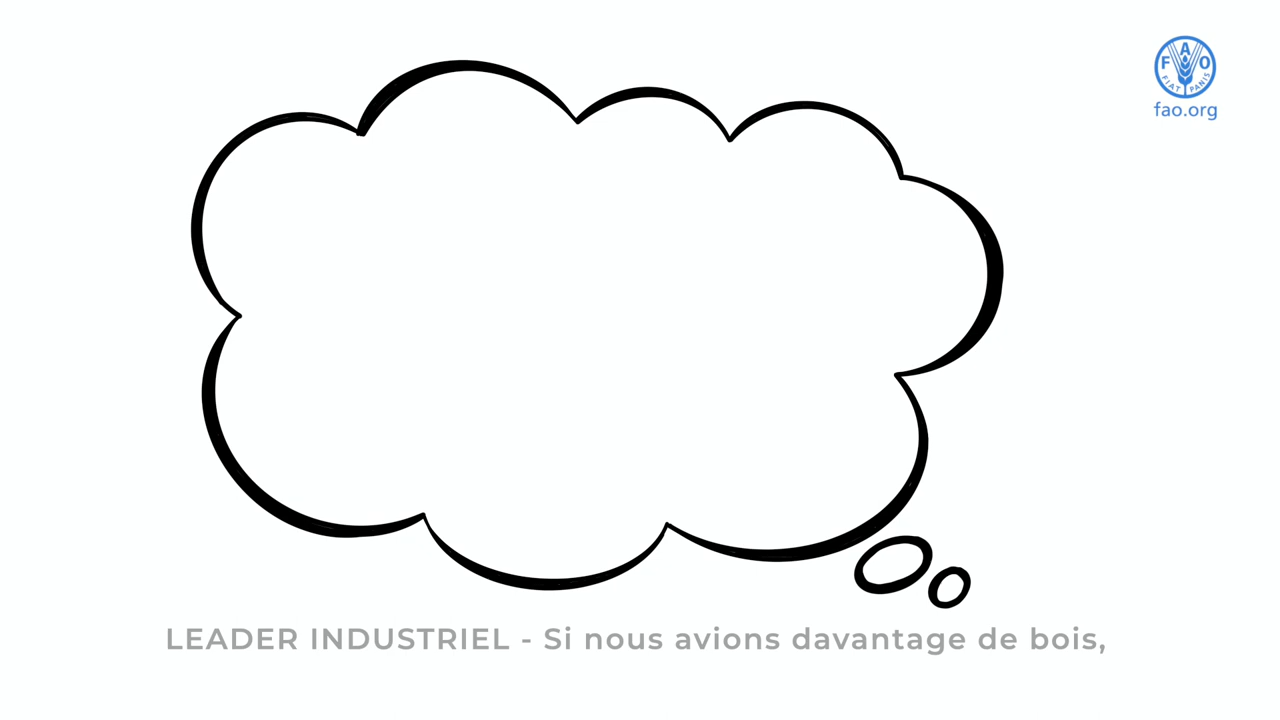 FAO
FIAT PANIS
fao.org
LEADER INDUSTRIEL - Si nous avions davantage de bois,